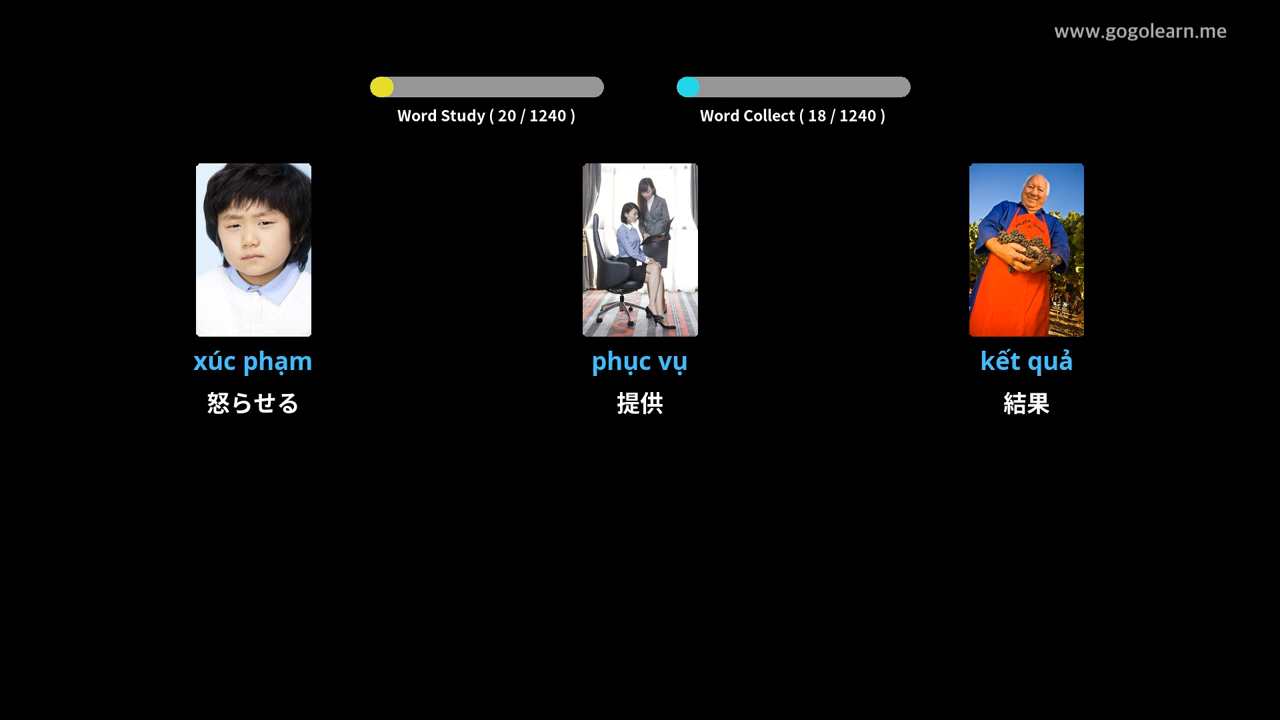 www.gogolearn.me
Word Study ( 20 / 1240 )
Word Collect ( 18 / 1240 )
xúc phạm
phục vụ
kết quả
怒らせる
提供
結果